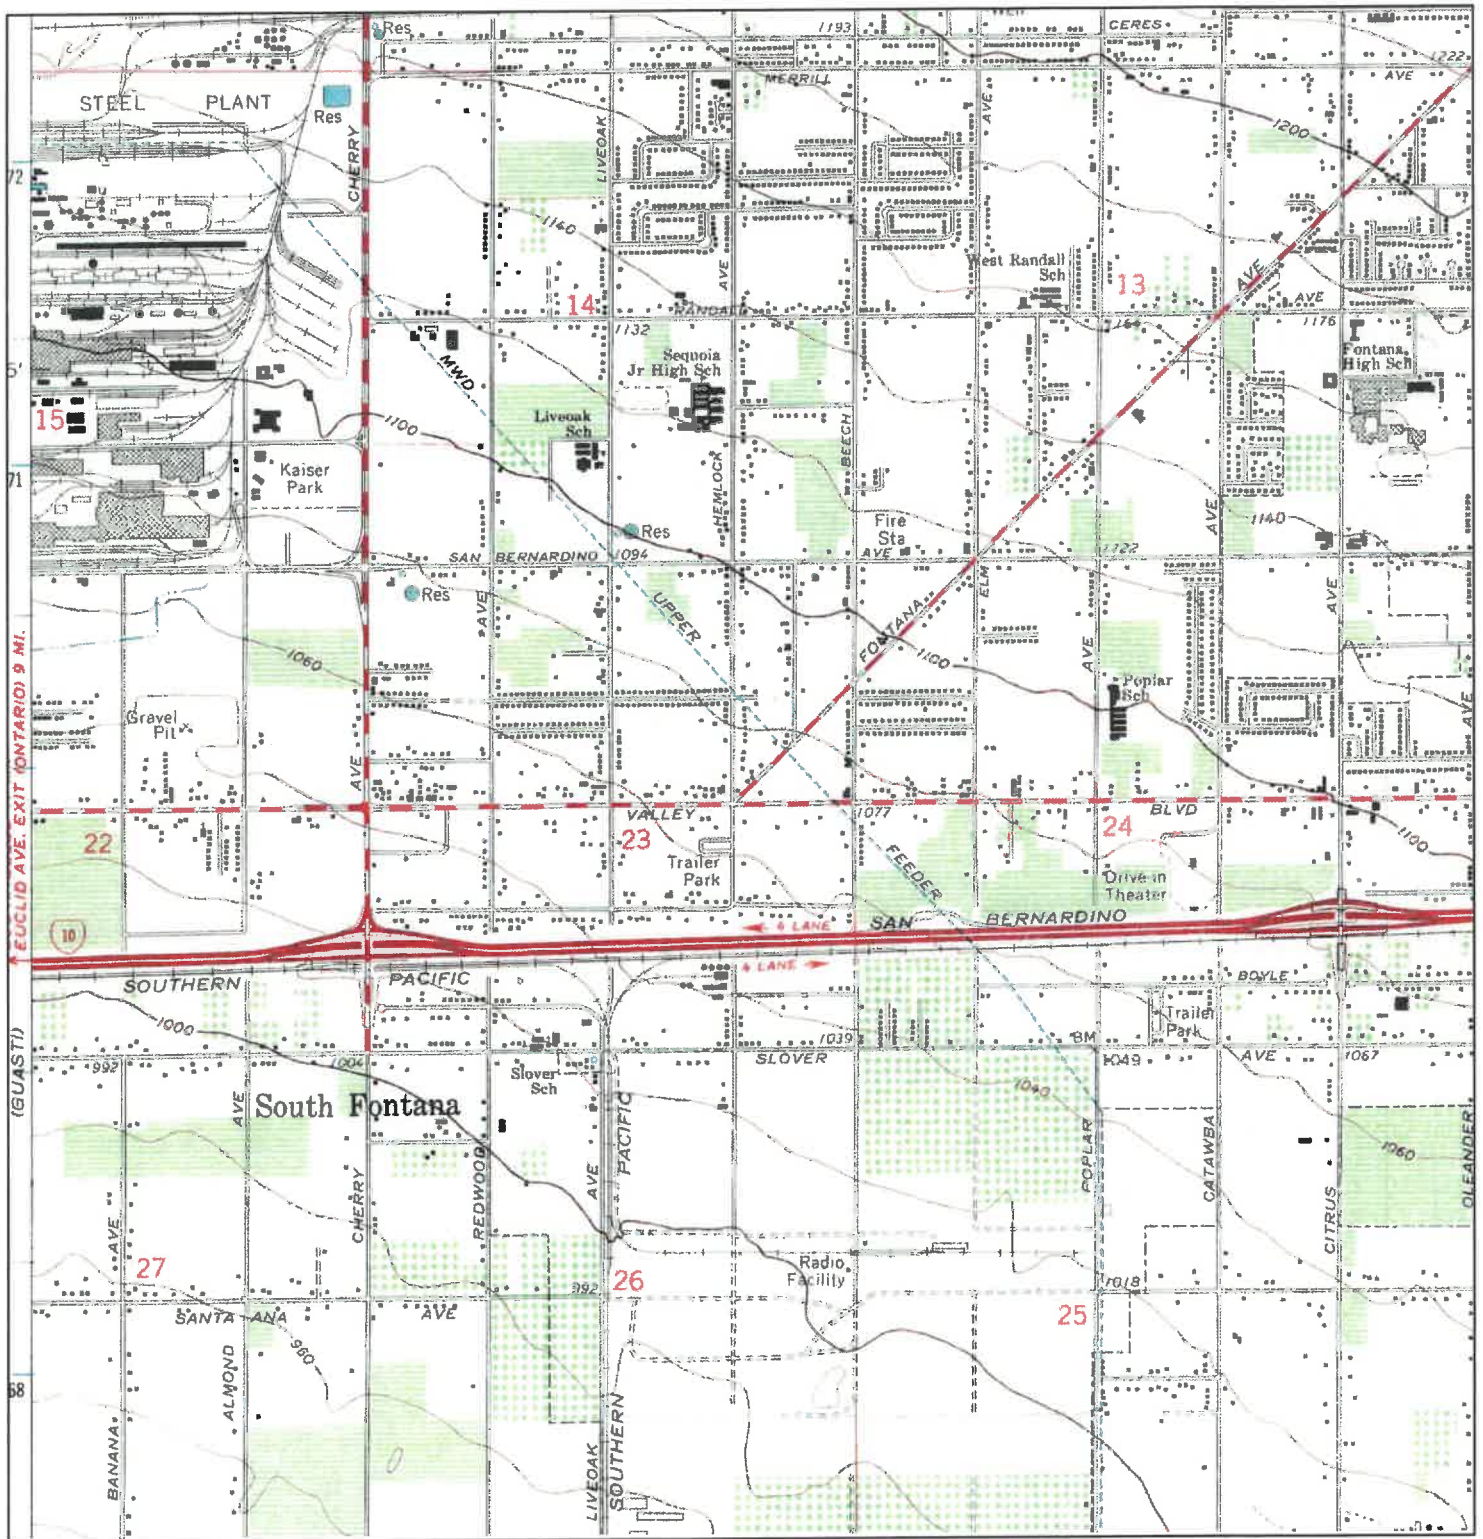 Res
1193
CERES
1222
AVE
MERRILL
STEEL PLANT
Res
AVE
1200
LIVEOAK
CHERRY
72
1140
West Randall
Sch
AVE
13
AVE
AVE
14
RANDALL
1132
1176
5'
MWD
Sequoia
Jr High Sch
Fontana
High Sch
15
1100
Liveoak
Sch
BEECH
Kaiser
Park
71
HEMLOCK
AVE
Fire
Sta
1140
Res
SAN BERNARDINO
1094
AVE
1122
Res
AVE
UPPER
ELM
AVE
FONTANA
1060
1100
AVE
Poplar
Sch
AVE
Gravel
Pit
AVE
VALLEY
1077
BLVD
22
23
24
1100
Trailer
Park
FEEDER
Drive in
Theater
EUCLID AVE. EXIT (ONTARIO) 9 MI.
10
4 LANE
SAN BERNARDINO
4 LANE
SOUTHERN PACIFIC
BOYLE
1000
Trailer
Park
(GUASTI)
992
1004
1039
SLOVER
BM
1049
AVE
1067
Slover
Sch
1040
AVE
South Fontana
PACIFIC
POPLAR
CATAWBA
1060
OLEANDER
CHERRY
REDWOOD
AVE
AVE
CITRUS
27
26
Radio
Facility
992
1018
25
SANTA ANA AVE
980
68
ALMOND
BANANA
LIVEOAK
SOUTHERN